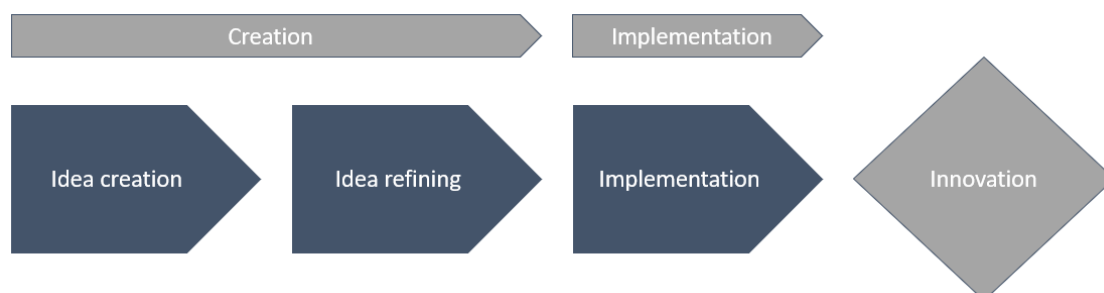 Creation
Implementation
Idea creation
Idea refining
Implementation
Innovation